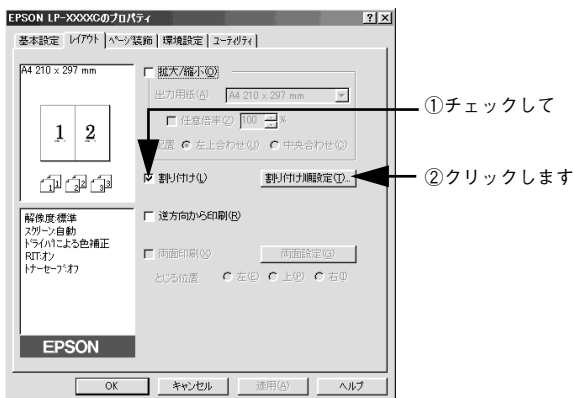 EPSON LP-XXXXCのプロパティ
基本設定 レイアウト ページ装飾 環境設定 ユーティリティ
A4 210 x 297 mm
1 2
拡大/縮小(O)
出力用紙(A) A4 210 x 297 mm
任意倍率(Z) 100 %
配置 左上合わせ(U) 中央合わせ(C)
①チェックして
割り付け(L) 割り付け順設定(T)...
②クリックします
逆方向から印刷(R)
両面印刷(X) 両面設定(G)
とじる位置 左(E) 上(P) 右(I)
解像度:標準
スクリーン:自動
ドライバによる色補正
RIT:オン
トナーセーブ:オフ
EPSON
OK キャンセル 適用(A) ヘルプ